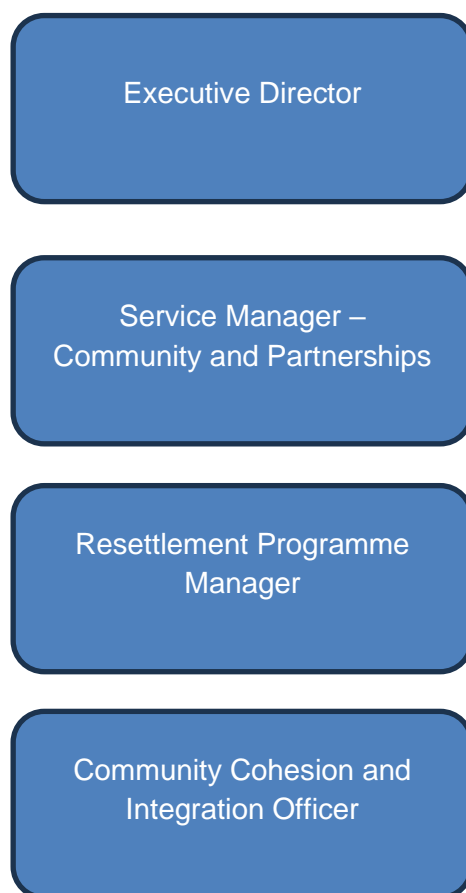 Executive Director
Service Manager –
Community and Partnerships
Resettlement Programme
Manager
Community Cohesion and
Integration Officer